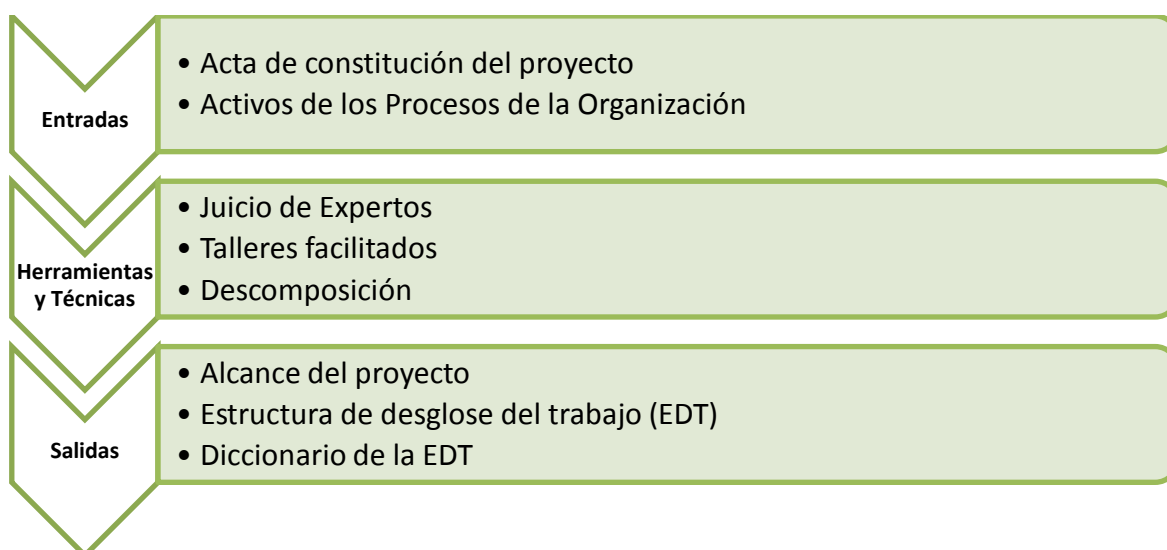 Entradas
• Acta de constitución del proyecto
• Activos de los Procesos de la Organización
Herramientas
y Técnicas
• Juicio de Expertos
• Talleres facilitados
• Descomposición
Salidas
• Alcance del proyecto
• Estructura de desglose del trabajo (EDT)
• Diccionario de la EDT